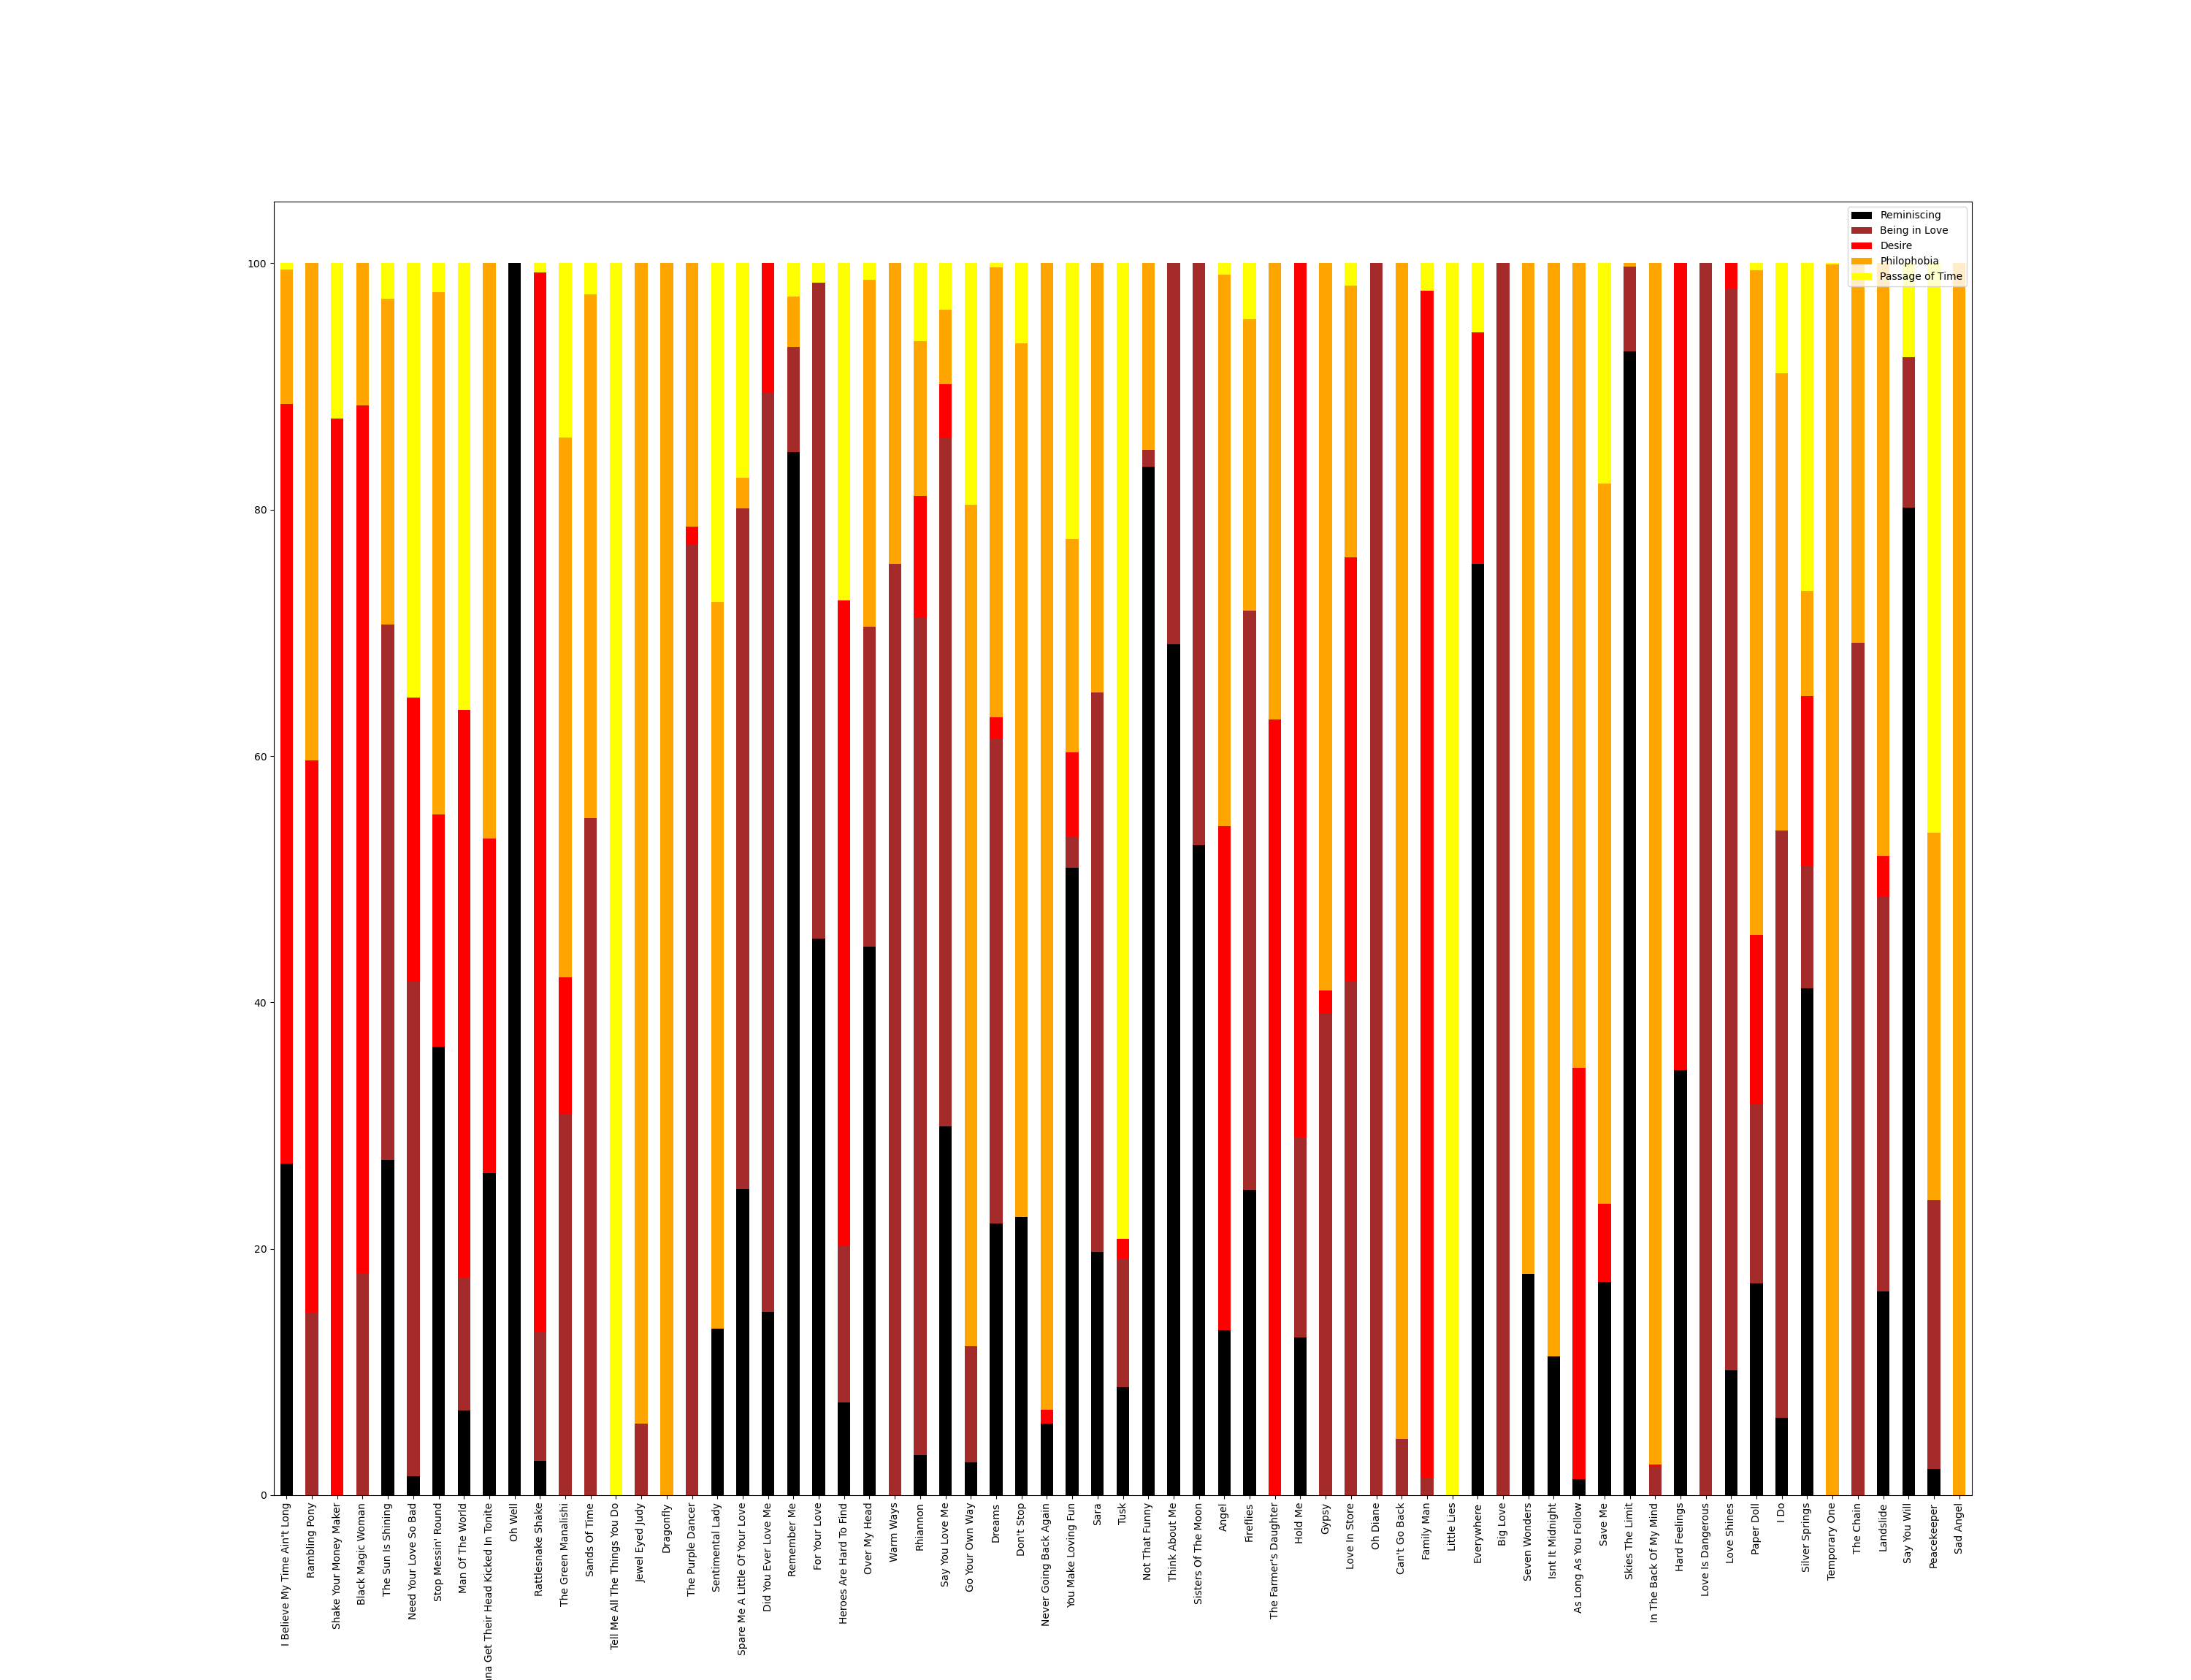 Reminiscing
Being in Love
Desire
Philophobia
Passage of Time
100
80
60
40
20
0
I Believe My Time Ain't Long
Rambling Pony
Shake Your Money Maker
Black Magic Woman
The Sun Is Shining
Need Your Love So Bad
Stop Messin' Round
Man Of The World
Get Their Head Kicked In Tonite
Oh Well
Rattlesnake Shake
The Green Manalishi
Sands Of Time
Tell Me All The Things You Do
Jewel Eyed Judy
Dragonfly
The Purple Dancer
Sentimental Lady
Spare Me A Little Of Your Love
Did You Ever Love Me
Remember Me
For Your Love
Heroes Are Hard To Find
Over My Head
Warm Ways
Rhiannon
Say You Love Me
Go Your Own Way
Dreams
Don't Stop
Never Going Back Again
You Make Loving Fun
Sara
Tusk
Not That Funny
Think About Me
Sisters Of The Moon
Angel
Fireflies
The Farmer's Daughter
Hold Me
Gypsy
Love In Store
Oh Diane
Can't Go Back
Family Man
Little Lies
Everywhere
Big Love
Seven Wonders
Isnt It Midnight
As Long As You Follow
Save Me
Skies The Limit
In The Back Of My Mind
Hard Feelings
Love Is Dangerous
Love Shines
Paper Doll
I Do
Silver Springs
Temporary One
The Chain
Landslide
Say You Will
Peacekeeper
Sad Angel